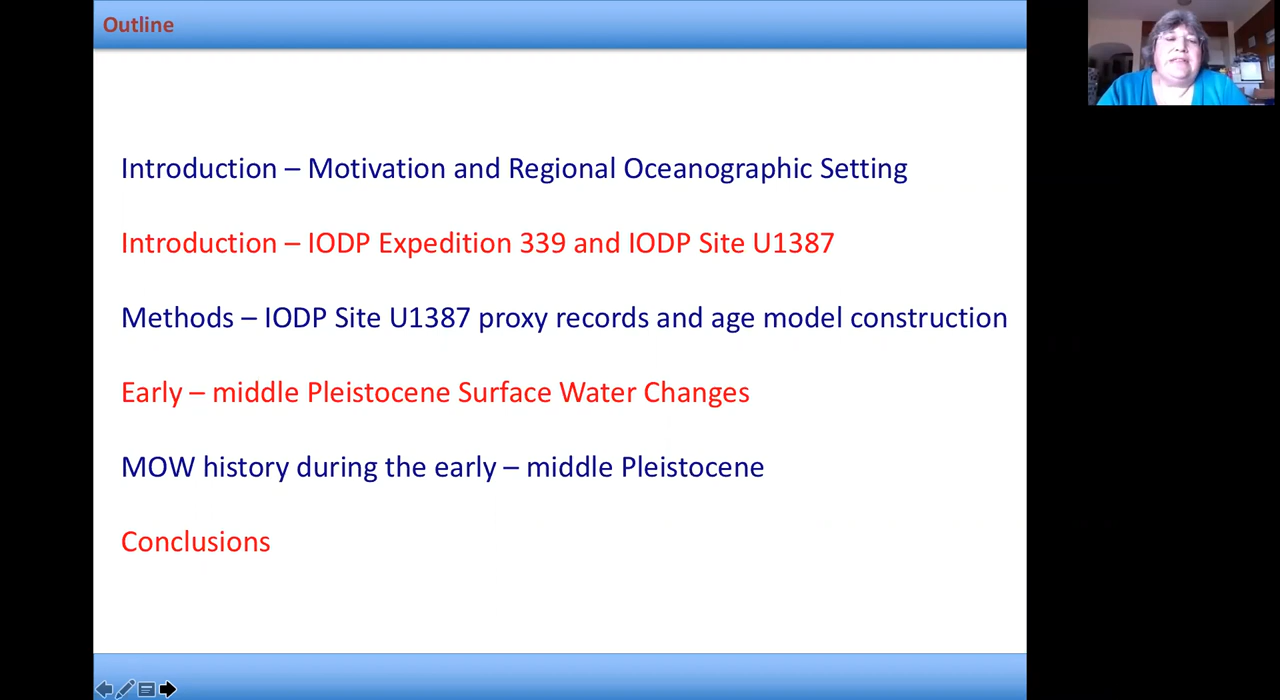 Outline
Introduction – Motivation and Regional Oceanographic Setting
Introduction – IODP Expedition 339 and IODP Site U1387
Methods – IODP Site U1387 proxy records and age model construction
Early – middle Pleistocene Surface Water Changes
MOW history during the early – middle Pleistocene
Conclusions